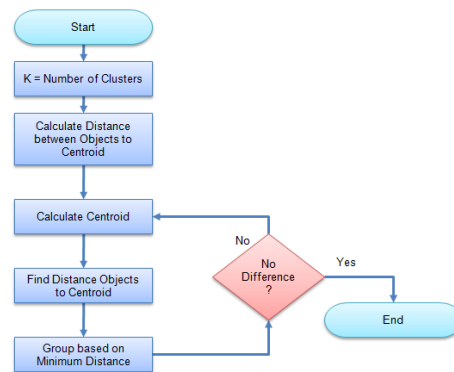 Start
K = Number of Clusters
Calculate Distance
between Objects to
Centroid
Calculate Centroid
No
Yes
No
Difference
?
Find Distance Objects
to Centroid
End
Group based on
Minimum Distance